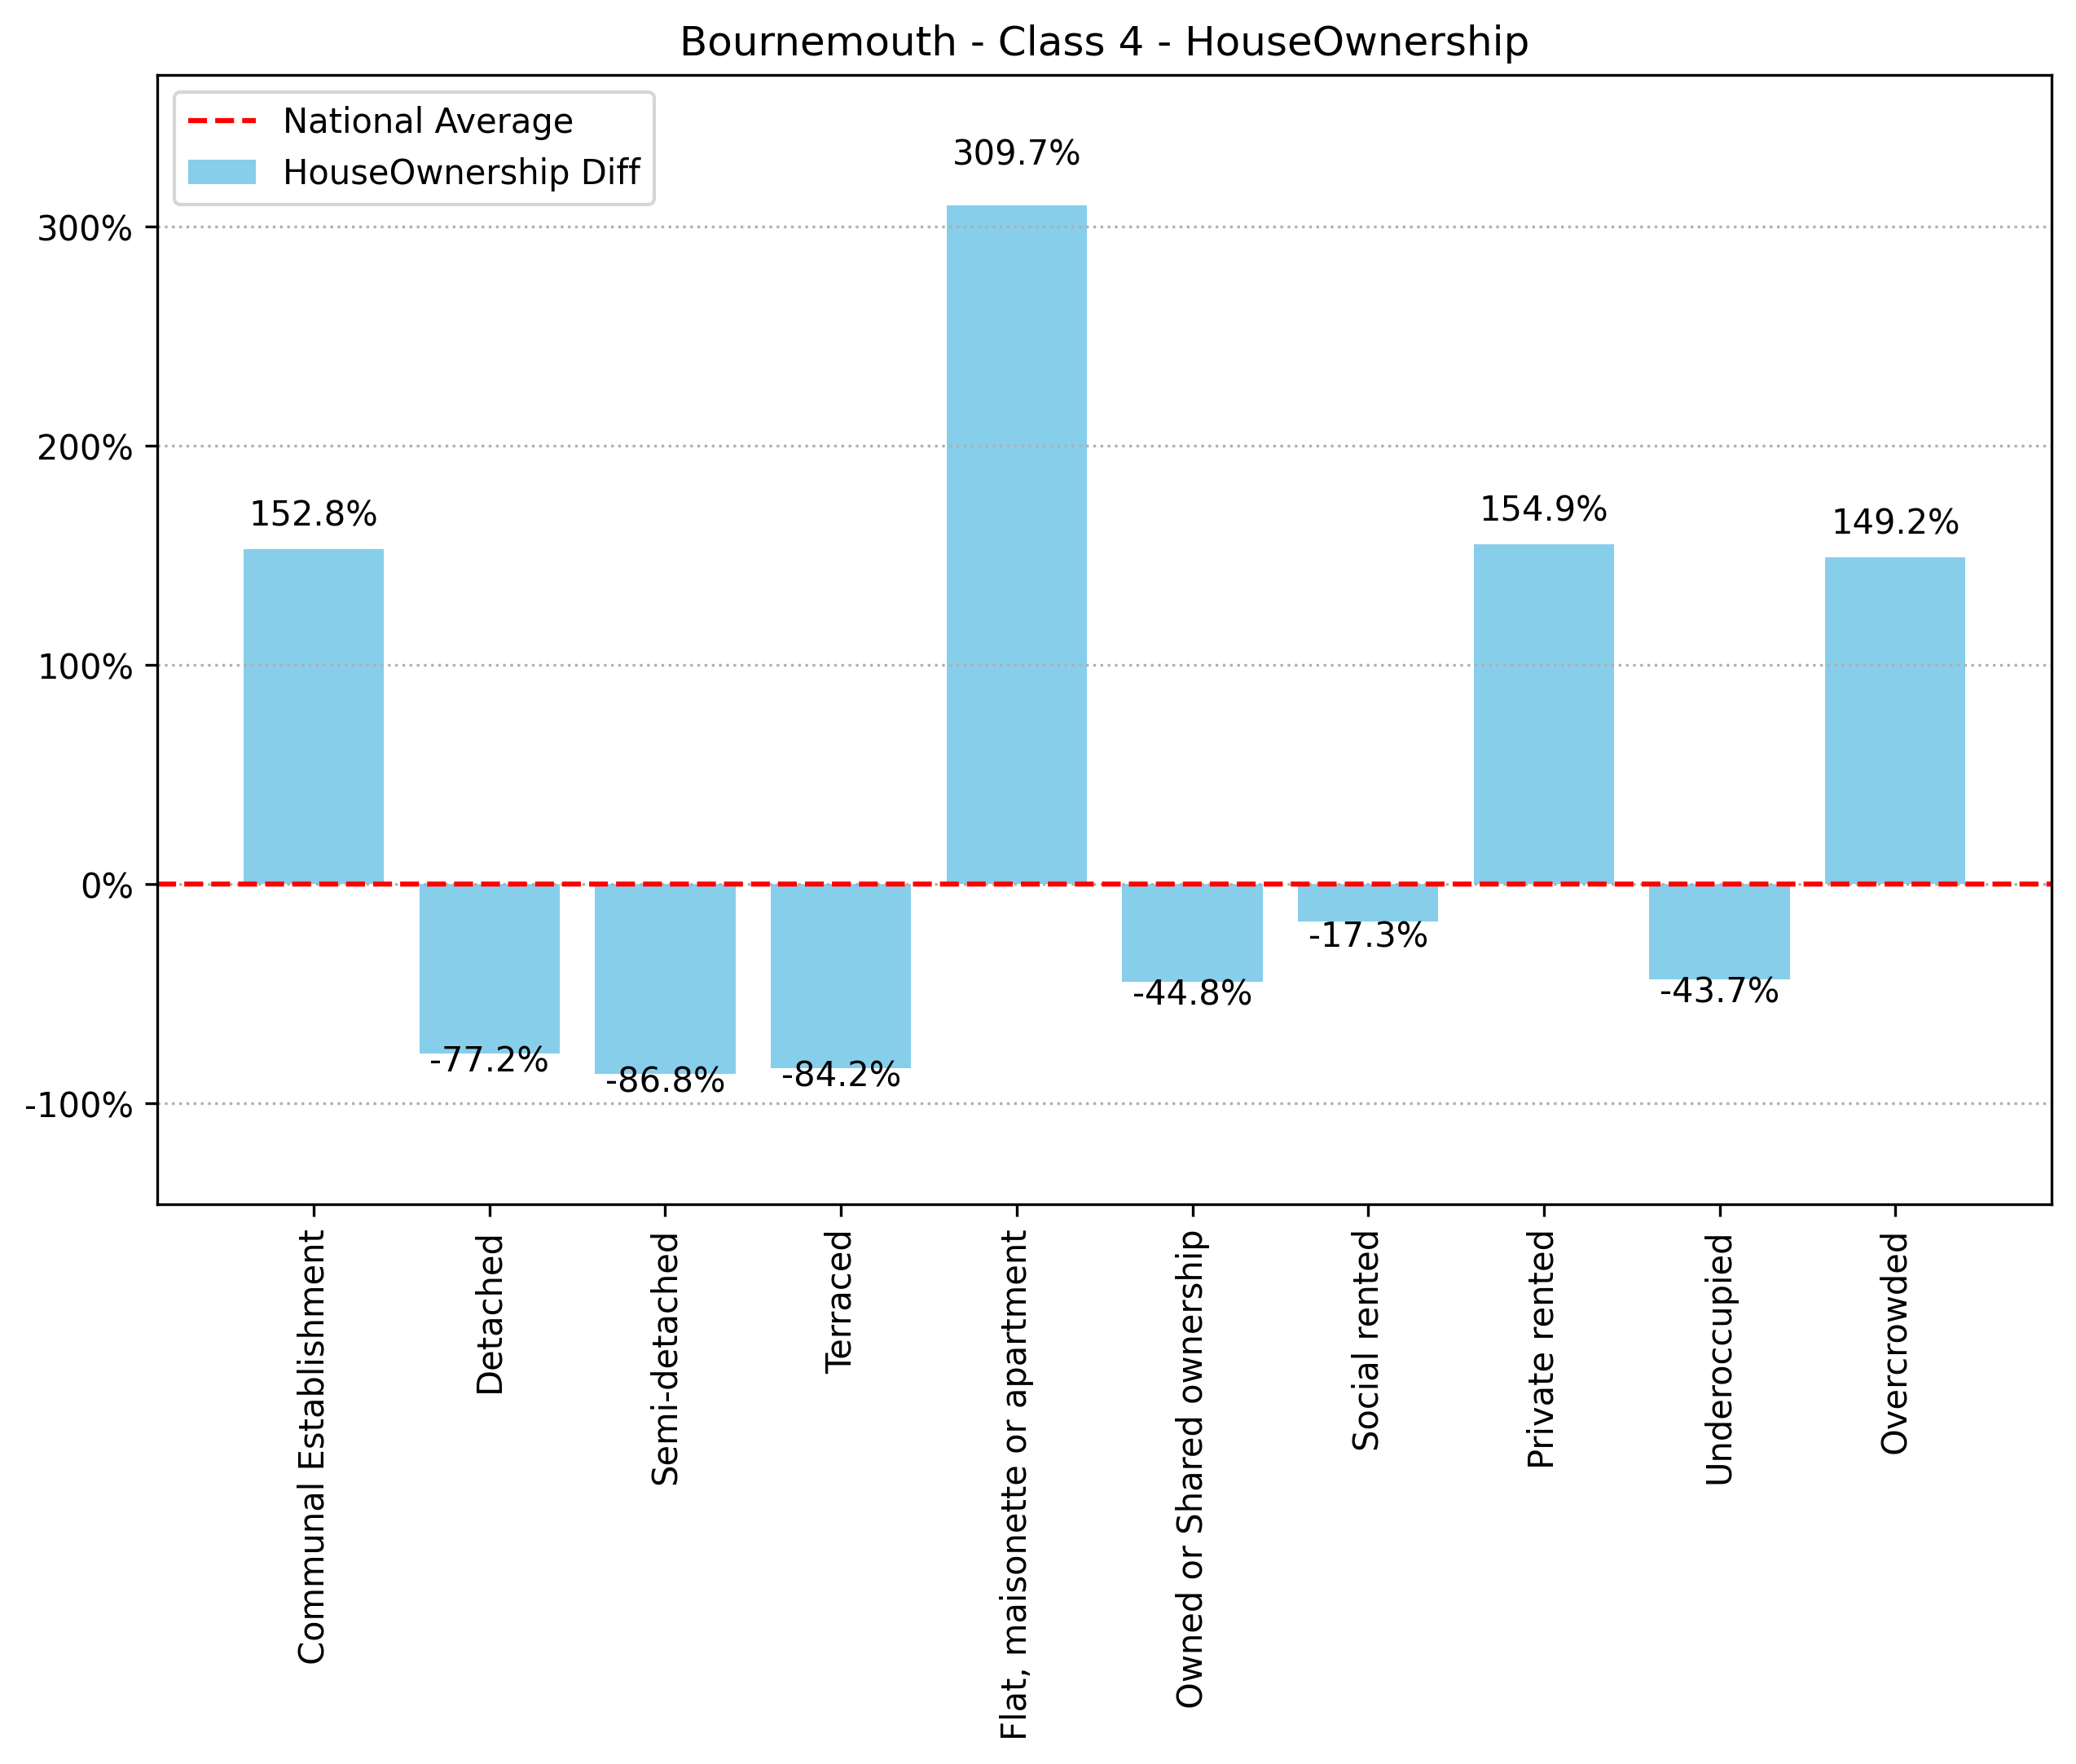 Bournemouth - Class 4 - HouseOwnership
National Average
HouseOwnership Diff
300%
200%
100%
0%
-100%
152.8%
-77.2%
-86.8%
-84.2%
309.7%
-44.8%
-17.3%
154.9%
-43.7%
149.2%
Communal Establishment
Detached
Semi-detached
Terraced
Flat, maisonette or apartment
Owned or Shared ownership
Social rented
Private rented
Underoccupied
Overcrowded